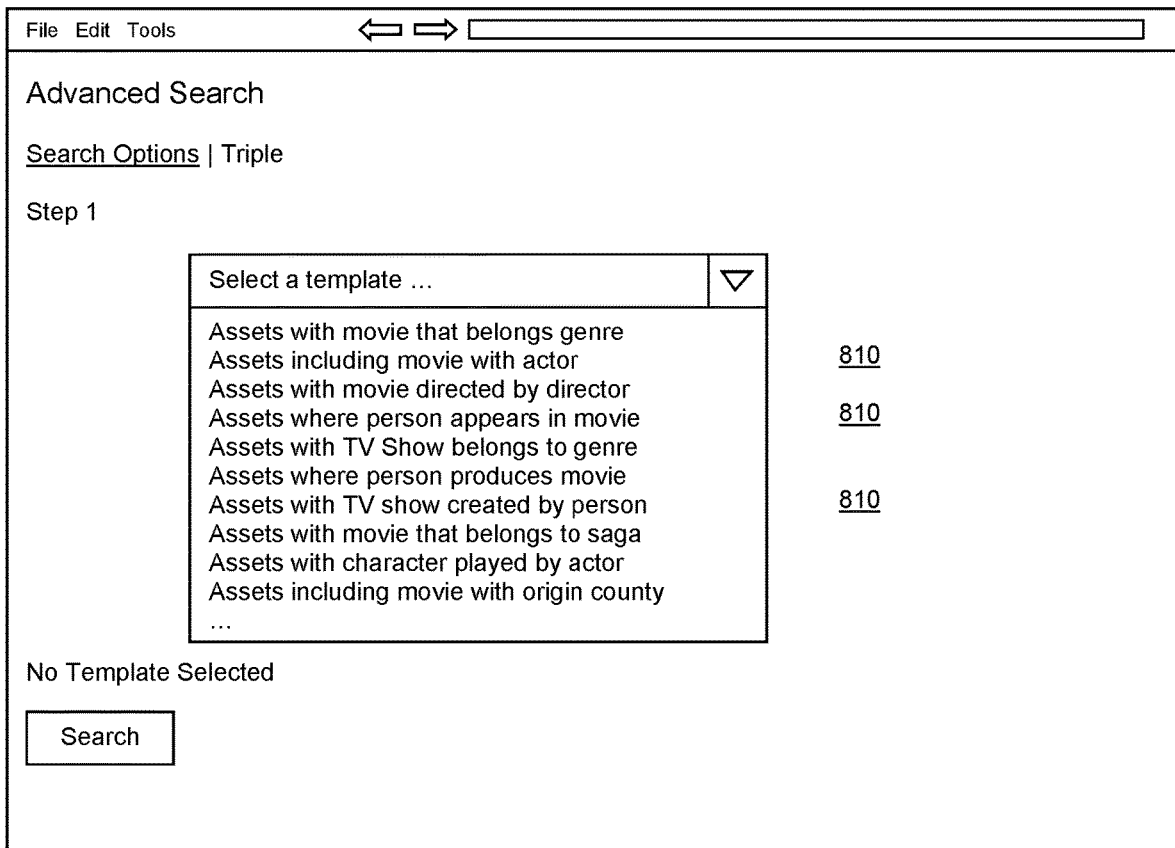 File Edit Tools
Advanced Search
Search Options | Triple
Step 1
Select a template ...
Assets with movie that belongs genre
Assets including movie with actor 810
Assets with movie directed by director
Assets where person appears in movie 810
Assets with TV Show belongs to genre
Assets where person produces movie
Assets with TV show created by person 810
Assets with movie that belongs to saga
Assets with character played by actor
Assets including movie with origin county
...
No Template Selected
Search